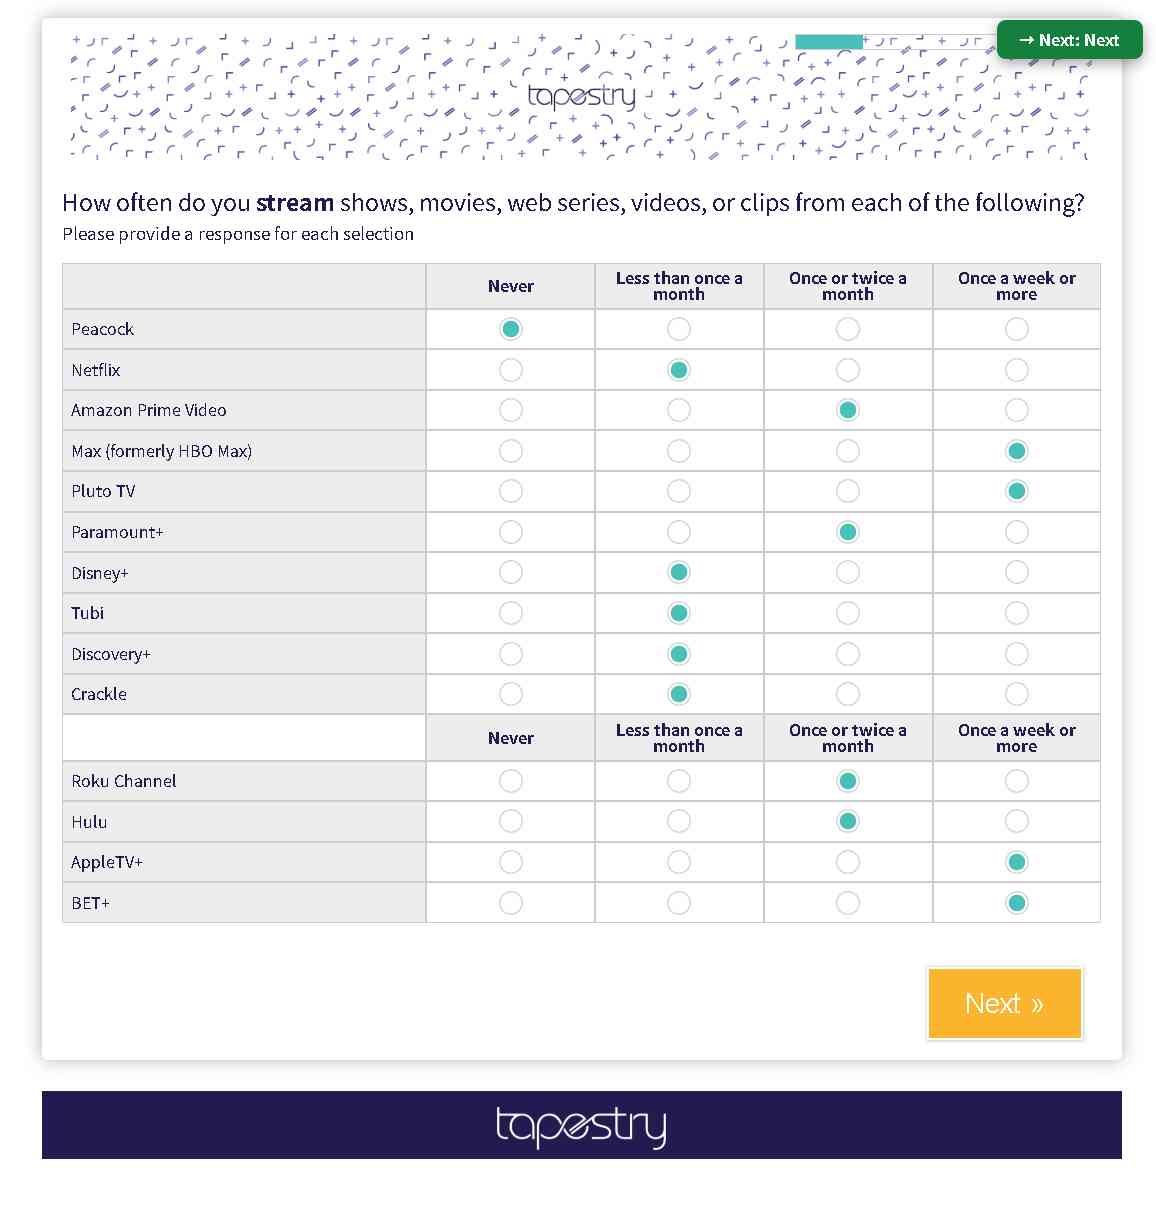 → Next: Next
tapestry
How often do you stream shows, movies, web series, videos, or clips from each of the following?
Please provide a response for each selection
Never
Less than once a month
Once or twice a month
Once a week or more
Peacock
Netflix
Amazon Prime Video
Max (formerly HBO Max)
Pluto TV
Paramount+
Disney+
Tubi
Discovery+
Crackle
Never
Less than once a month
Once or twice a month
Once a week or more
Roku Channel
Hulu
AppleTV+
BET+
Next »
tapestry